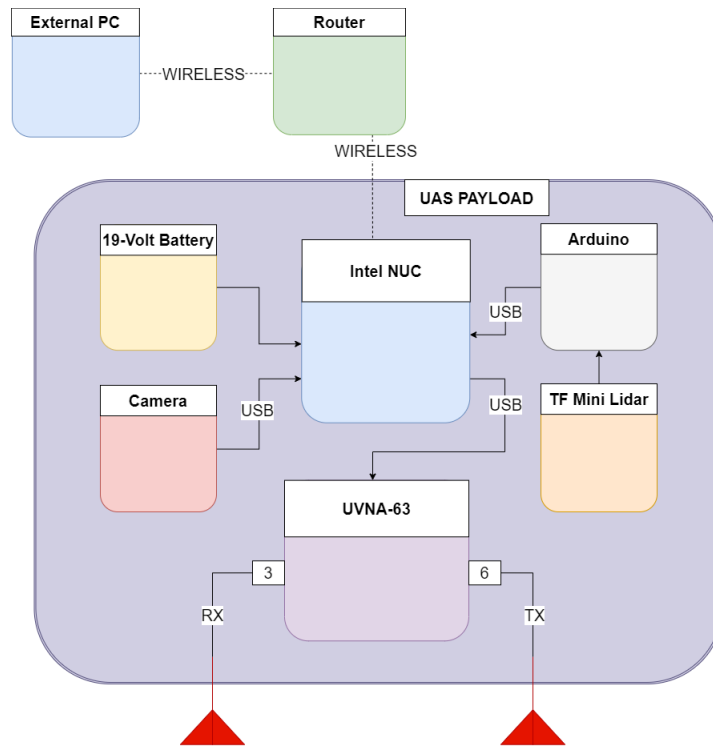 External PC
Router
WIRELESS
WIRELESS
UAS PAYLOAD
19-Volt Battery
Intel NUC
Arduino
USB
Camera
USB
USB
TF Mini Lidar
UVNA-63
3
6
RX
TX